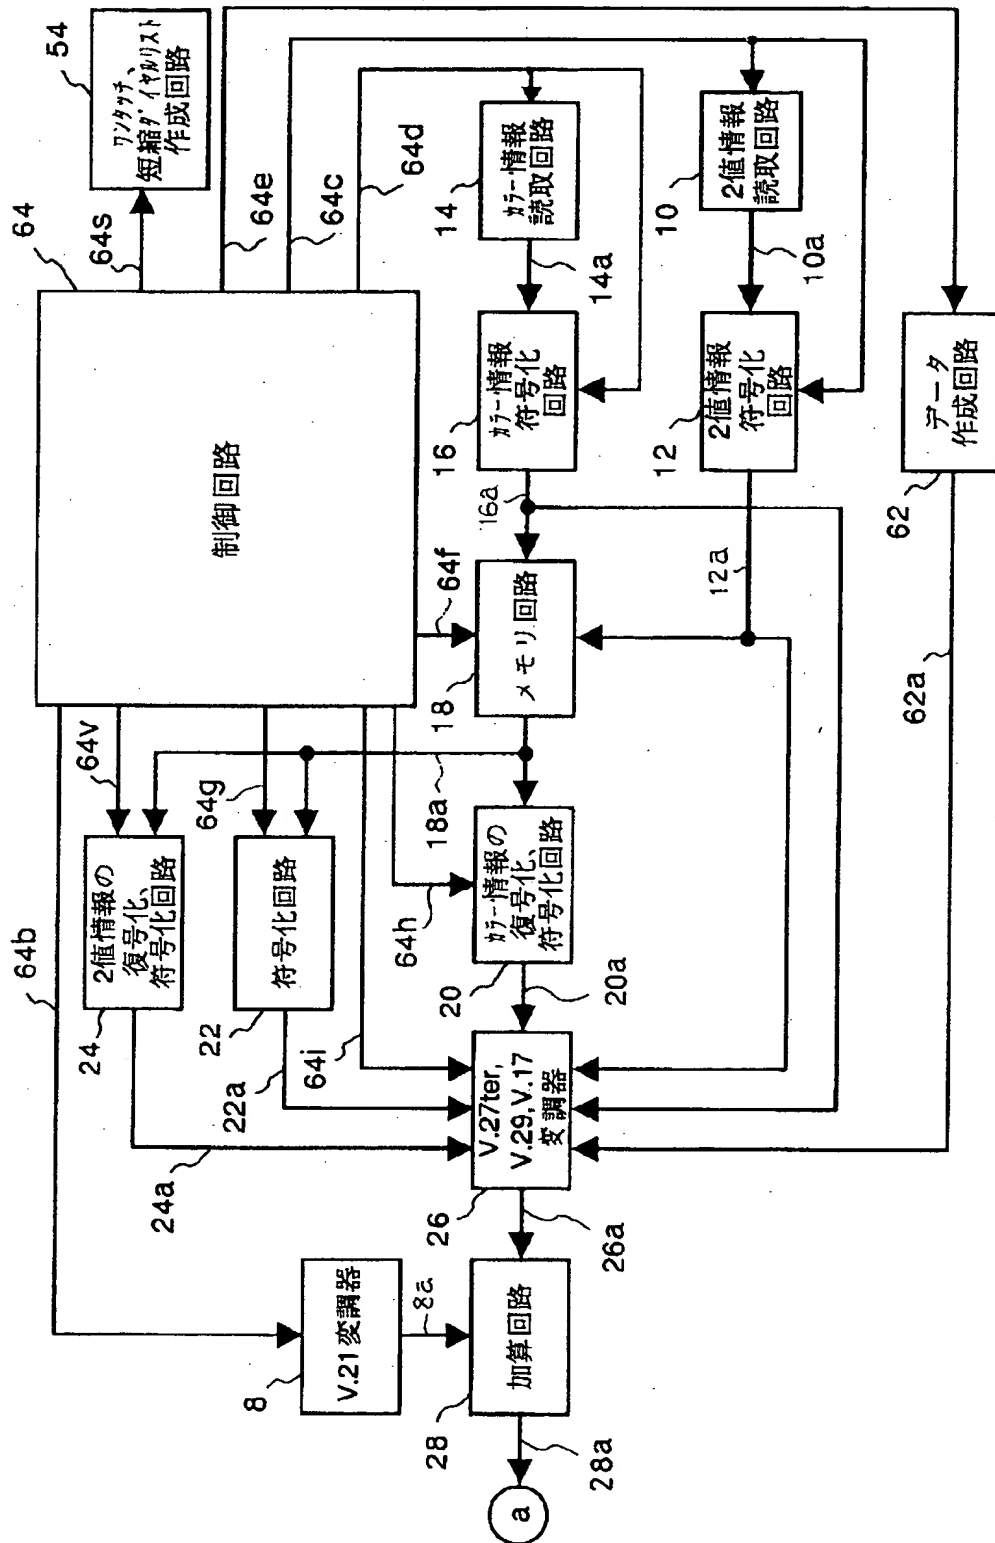 制御回路
64
64s
ワンタッチ、
短縮ダイヤルリスト
作成回路
54
64e
64c
64d
カラー情報
読取回路
14
14a
2値情報
読取回路
10
10a
カラー情報
符号化
回路
16
16a
2値情報
符号化
回路
12
12a
データ
作成回路
62
62a
メモリ回路
18
64f
18a
64b
64v
64g
64h
64i
2値情報の
復号化、
符号化回路
24
24a
符号化回路
22
22a
カラー情報の
復号化、
符号化回路
20
20a
V.27ter,
V.29,V.17
変調器
26
26a
V.21変調器
8
8a
加算回路
28
28a
a